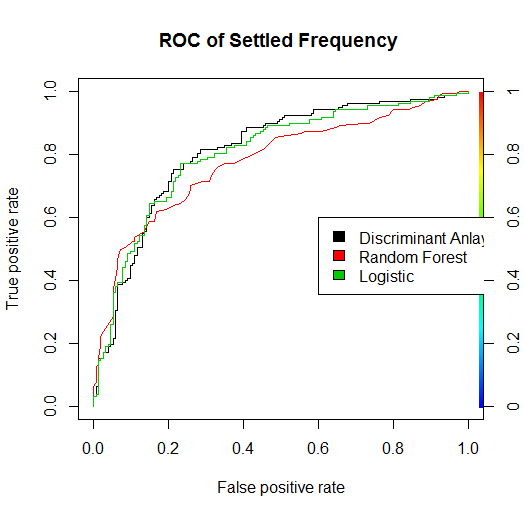 ROC of Settled Frequency
True positive rate
1.0
0.8
0.6
0.4
0.2
0.0
1
0.8
0.6
0.4
0.2
0
Discriminant Anlay
Random Forest
Logistic
0.0 0.2 0.4 0.6 0.8 1.0
False positive rate